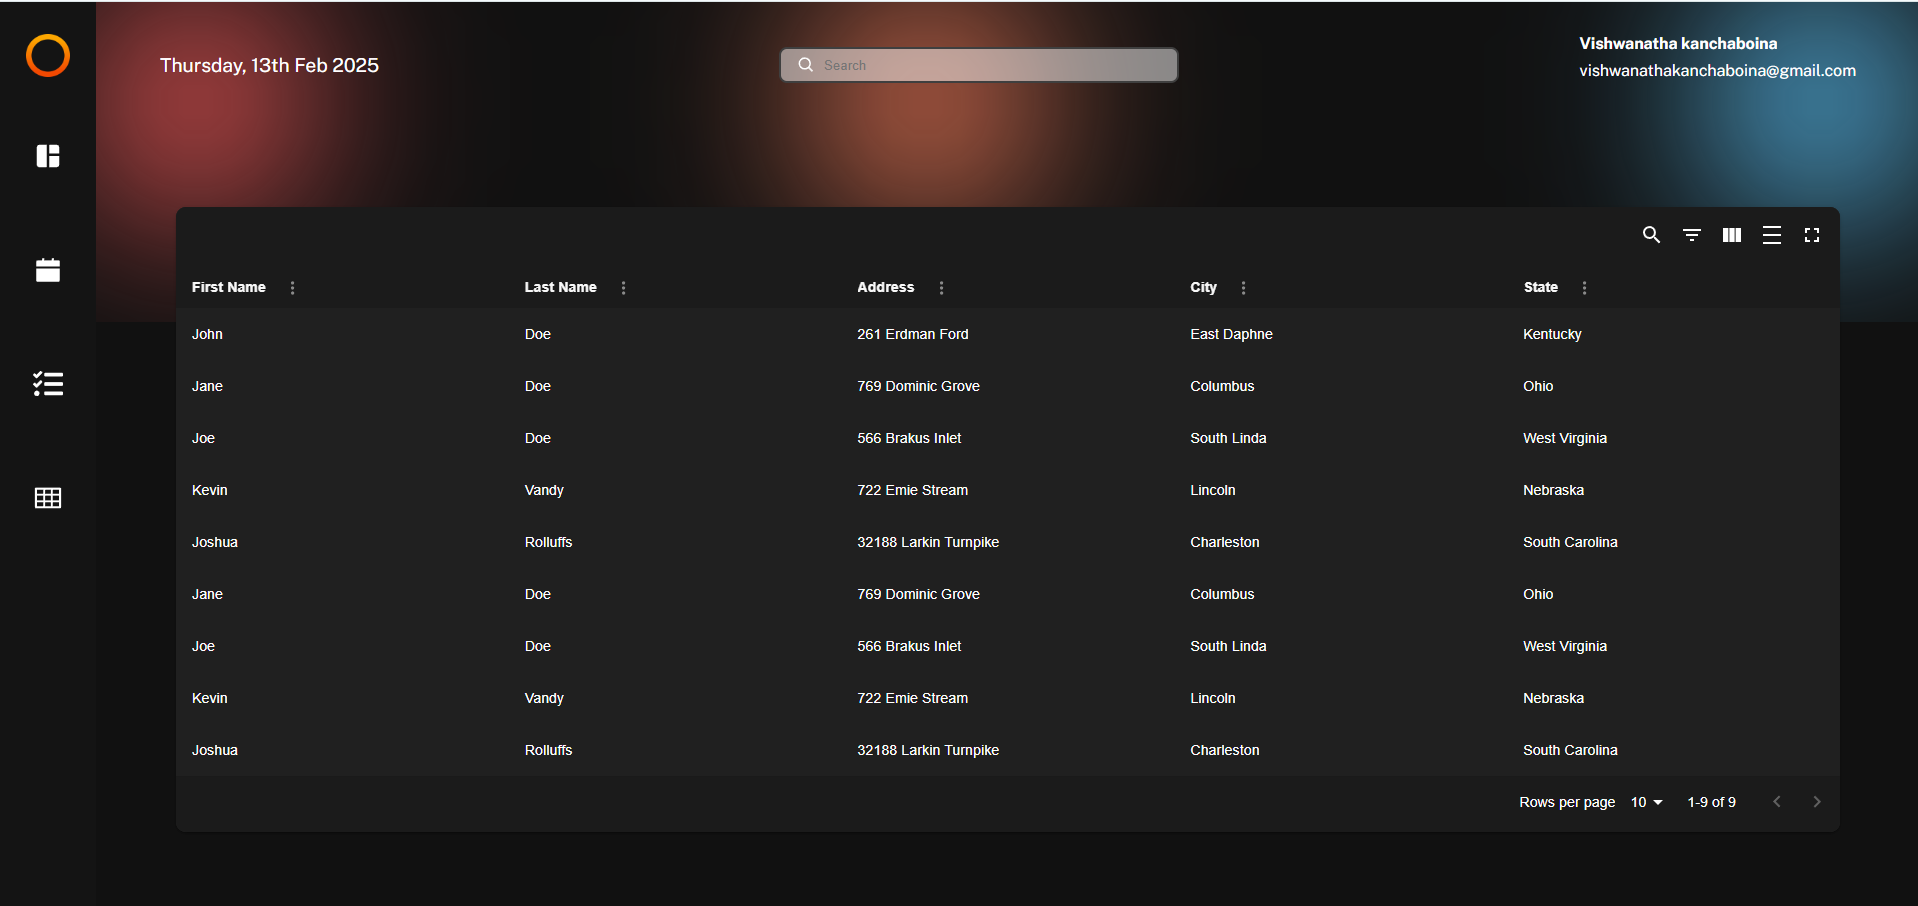 Thursday, 13th Feb 2025
Search
Vishwanatha kanchaboina
vishwanathakanchaboina@gmail.com
First Name Last Name Address City State
John Doe 261 Erdman Ford East Daphne Kentucky
Jane Doe 769 Dominic Grove Columbus Ohio
Joe Doe 566 Brakus Inlet South Linda West Virginia
Kevin Vandy 722 Emie Stream Lincoln Nebraska
Joshua Rolluffs 32188 Larkin Turnpike Charleston South Carolina
Jane Doe 769 Dominic Grove Columbus Ohio
Joe Doe 566 Brakus Inlet South Linda West Virginia
Kevin Vandy 722 Emie Stream Lincoln Nebraska
Joshua Rolluffs 32188 Larkin Turnpike Charleston South Carolina
Rows per page 10 1-9 of 9